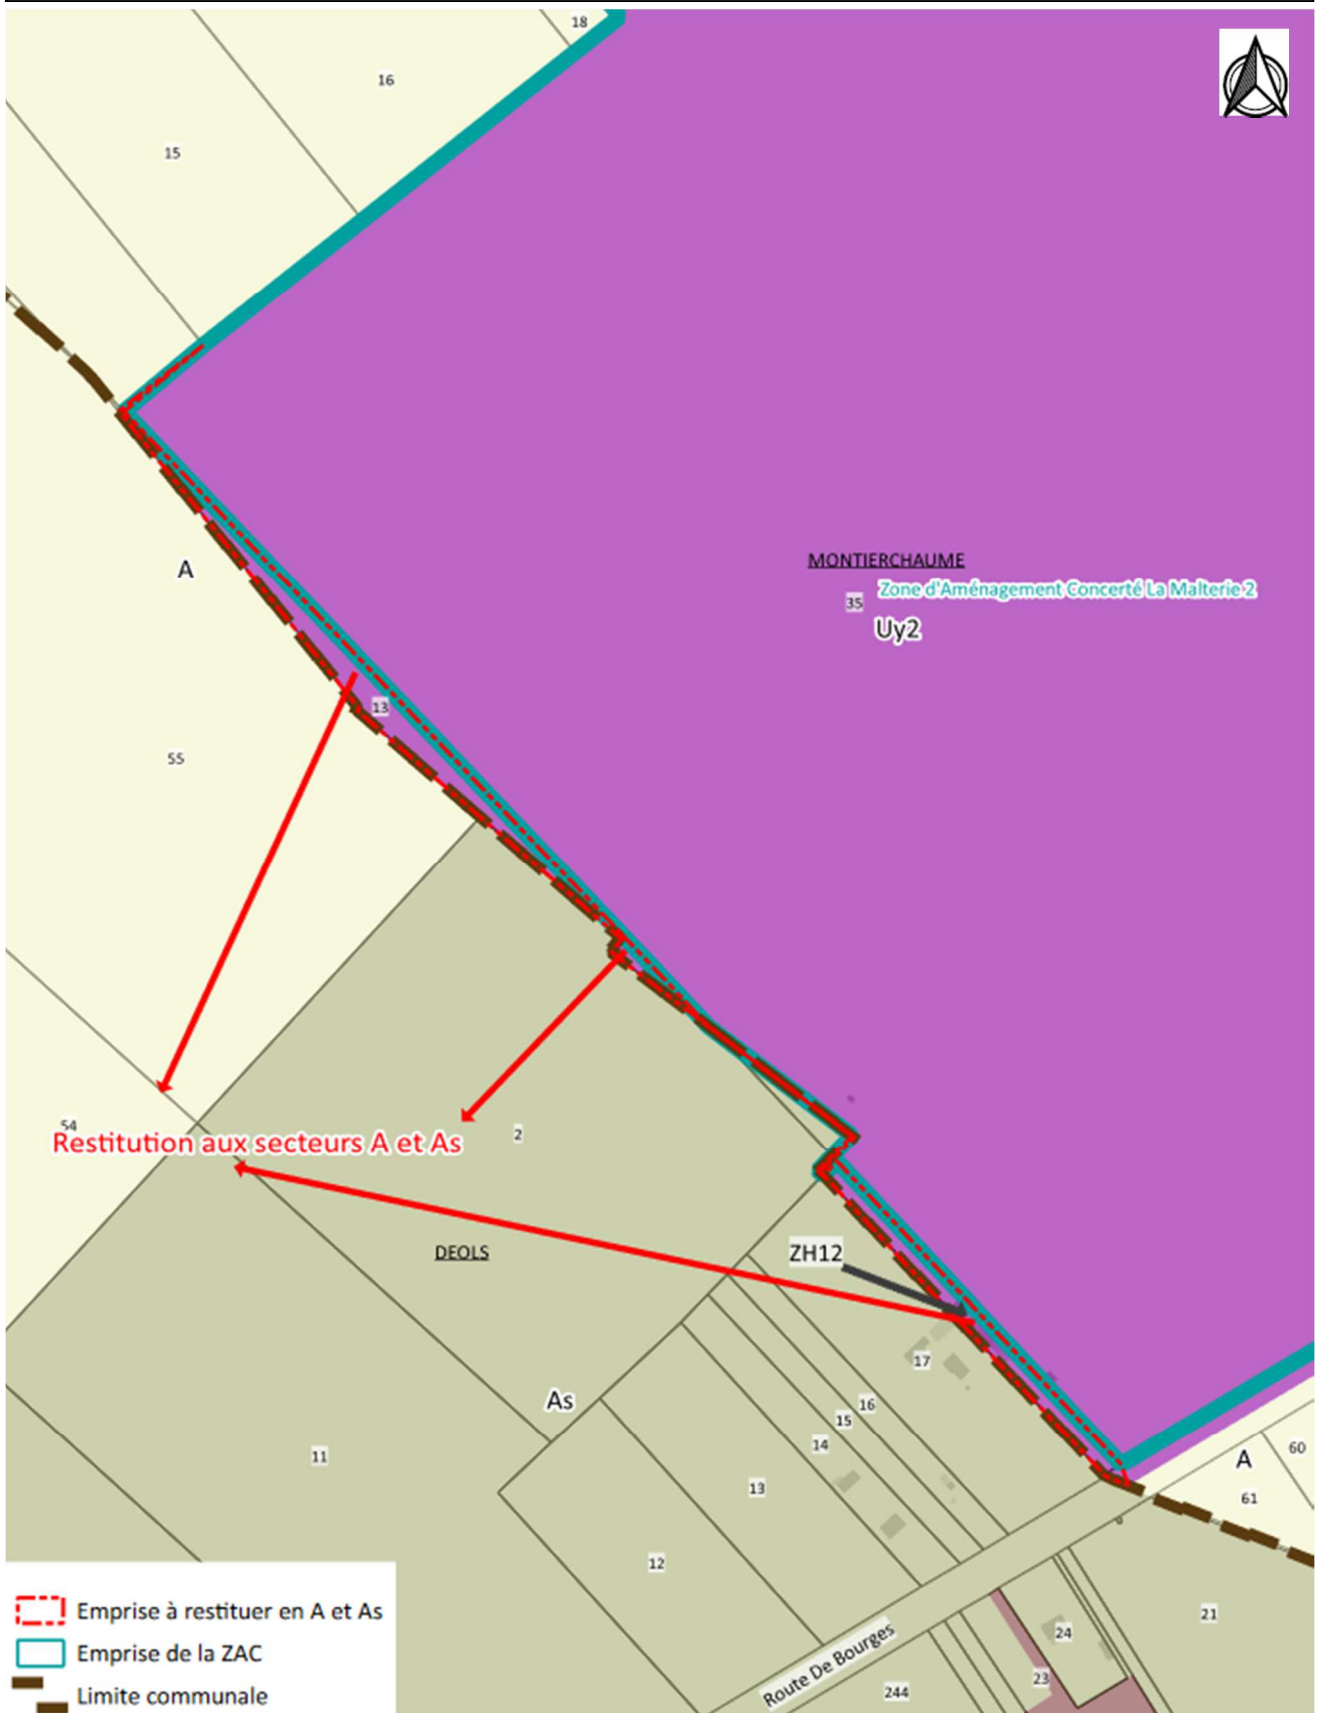 18
16
15
MONTIERCHAUME
Zone d'Aménagement Concerté La Malterie 2
35
Uy2
A
13
55
54
Restitution aux secteurs A et As
2
DEOLS
ZH12
17
As
16
15
14
13
11
12
A
60
61
21
24
23
244
Route De Bourges
Emprise à restituer en A et As
Emprise de la ZAC
Limite communale